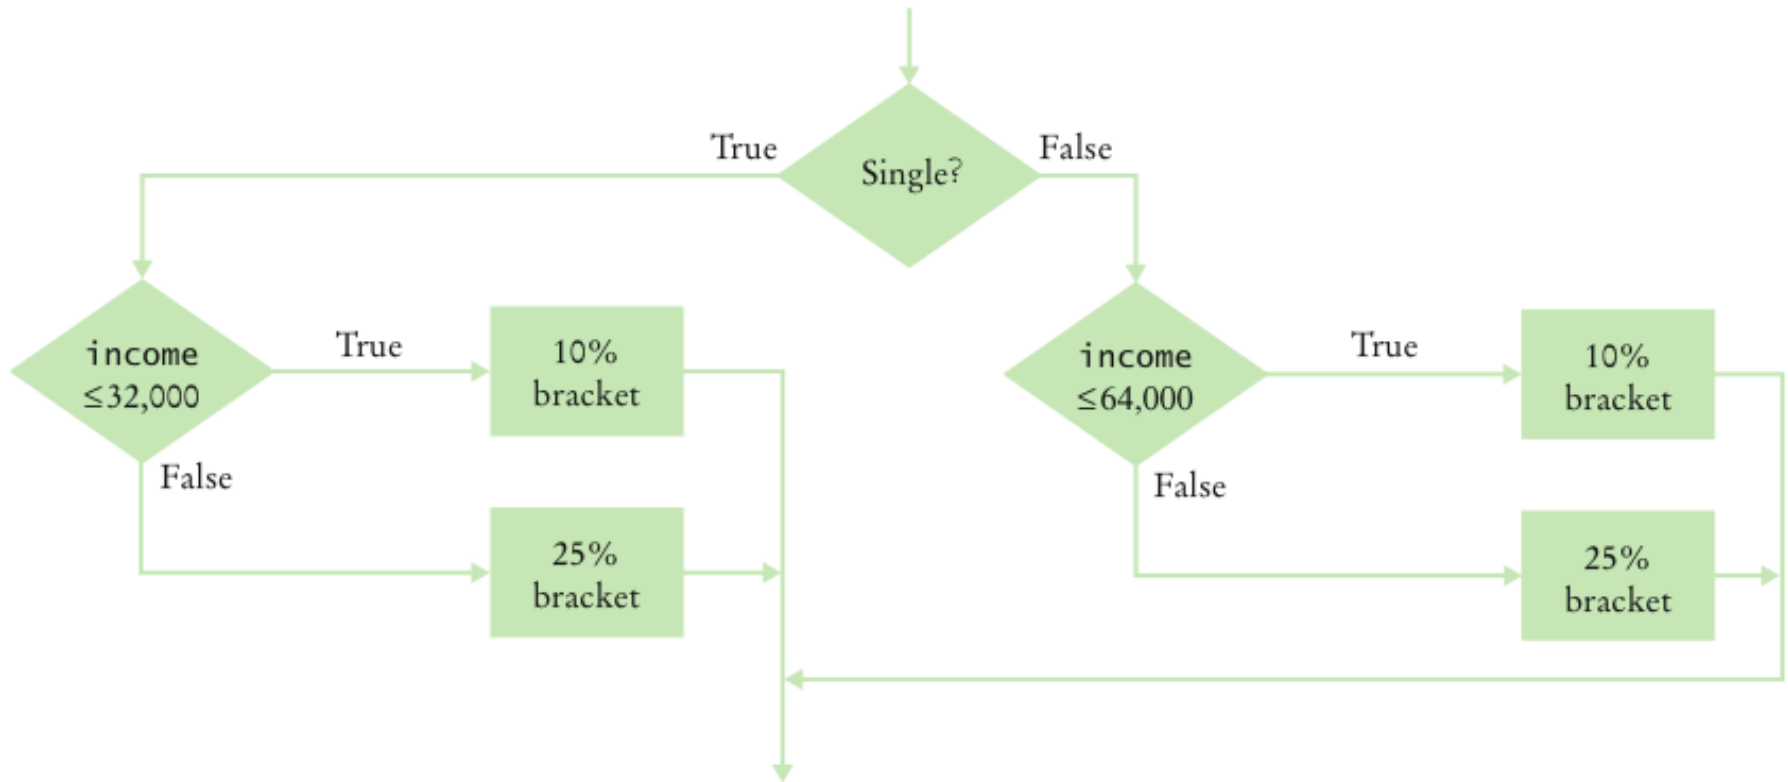 True
False
Single?
income
≤32,000
True
10%
bracket
False
25%
bracket
income
≤64,000
True
10%
bracket
False
25%
bracket